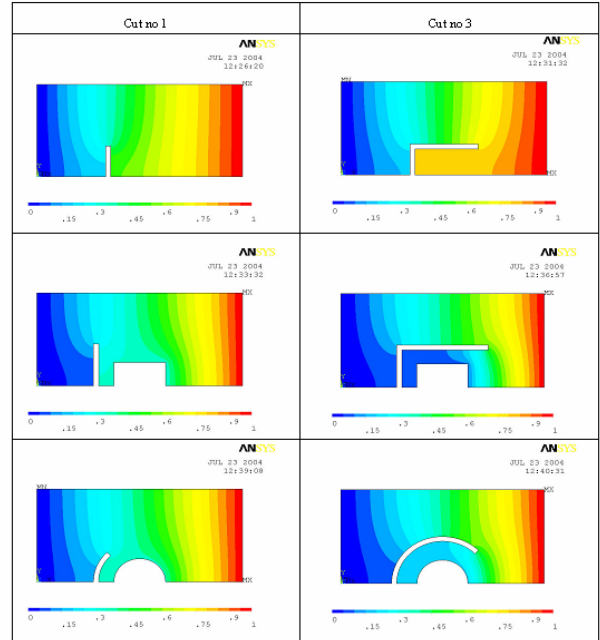 Cut no 1
Cut no 3
ANSYS
JUL 23 2004
12:26:20
MX
Y
0 .15 .3 .45 .6 .75 .9 1
ANSYS
JUL 23 2004
12:31:32
MN
Y
MX
0 .15 .3 .45 .6 .75 .9 1
ANSYS
JUL 23 2004
12:33:32
MX
Y
0 .15 .3 .45 .6 .75 .9 1
ANSYS
JUL 23 2004
12:36:57
MX
Y
0 .15 .3 .45 .6 .75 .9 1
ANSYS
JUL 23 2004
12:39:08
MN
Y
MX
0 .15 .3 .45 .6 .75 .9 1
ANSYS
JUL 23 2004
12:40:31
MX
Y
0 .15 .3 .45 .6 .75 .9 1